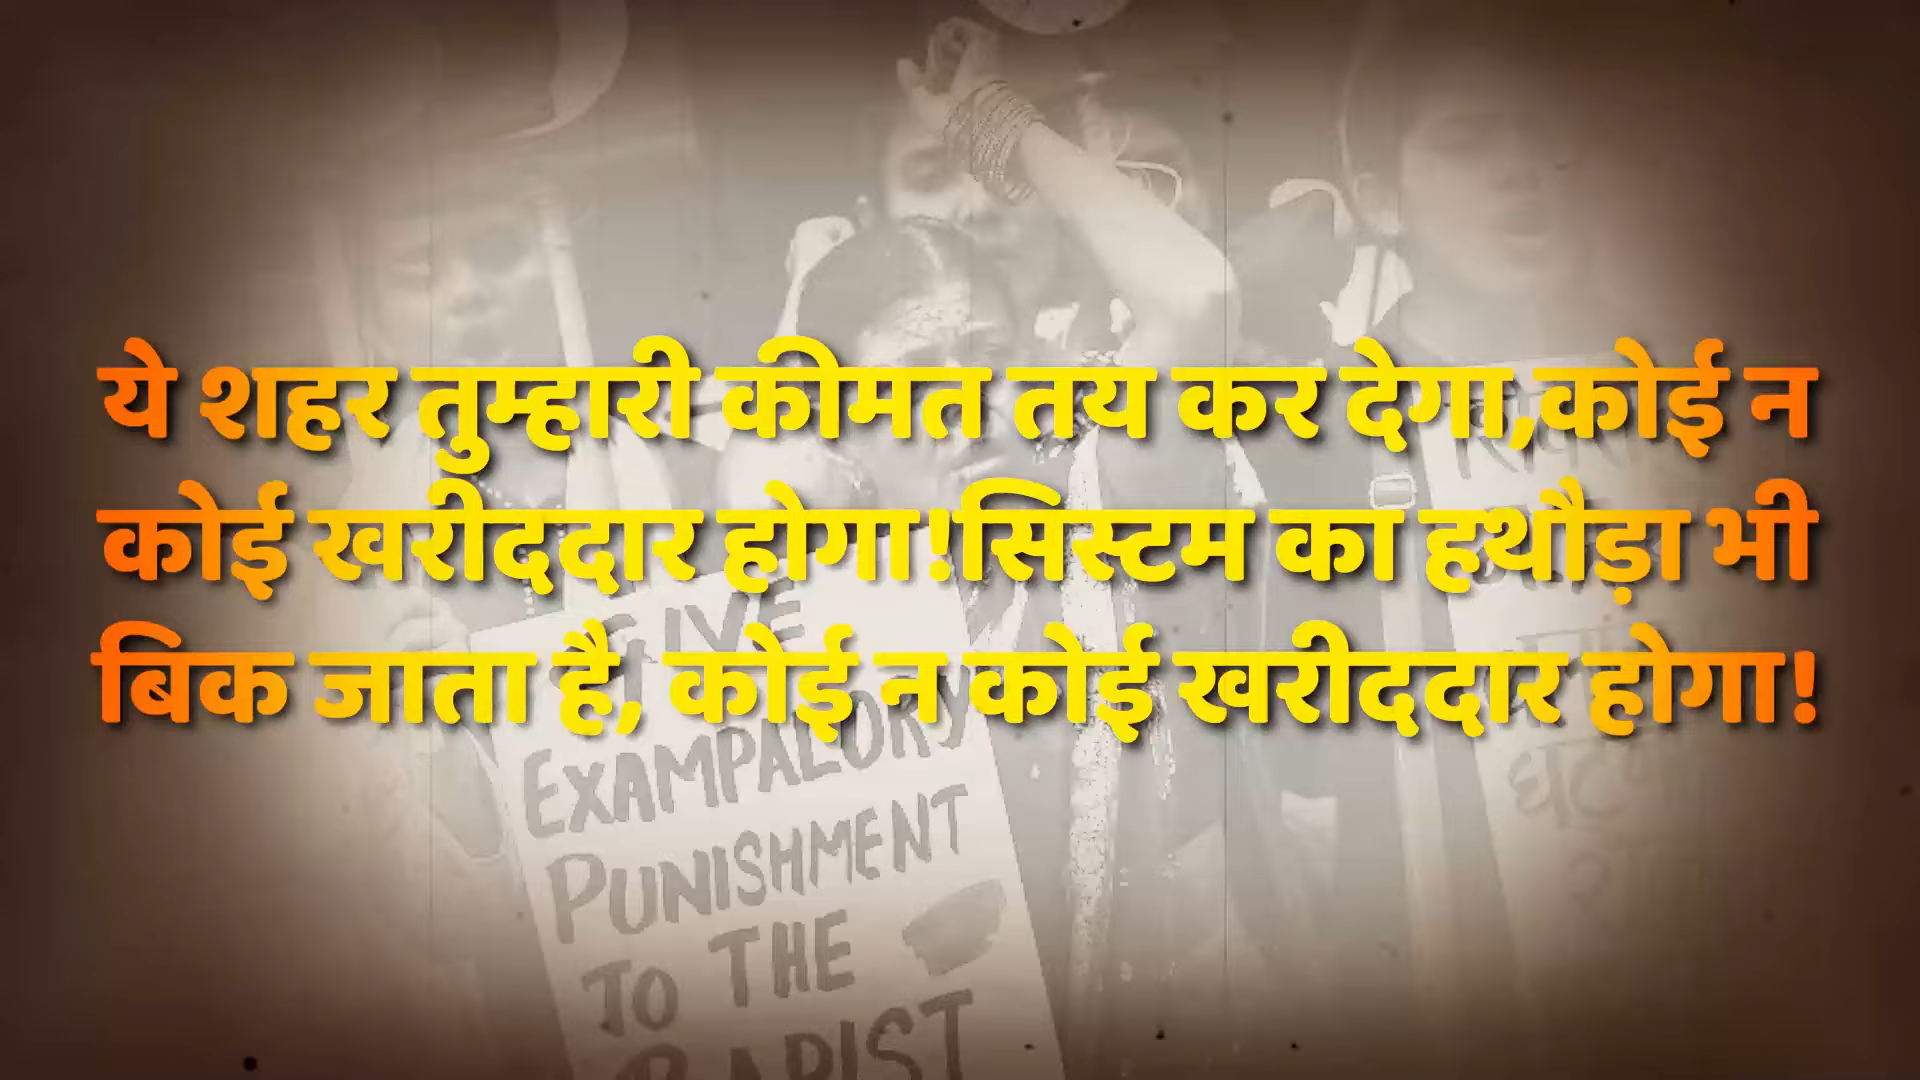 ये शहर तुम्हारी कीमत तय कर देगा,कोई न
कोई खरीददार होगा!सिस्टम का हथौड़ा भी
बिक जाता है, कोई न कोई खरीददार होगा!
GIVE
EXAMPALORY
PUNISHMENT
TO THE
RAPIST